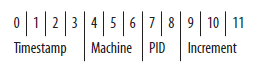 0 | 1 | 2 | 3 | 4 | 5 | 6 | 7 | 8 | 9 | 10 | 11
Timestamp | Machine | PID | Increment